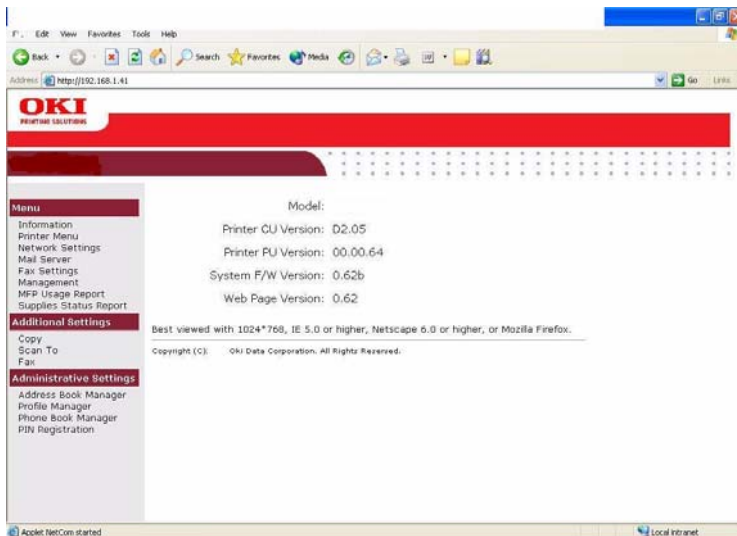 Edit View Favorites Tools Help
Back Search Favorites Media
Address http://192.168.1.41 Go Links
OKI
PRINTING SOLUTIONS
Menu
Information
Printer Menu
Network Settings
Mail Server
Fax Settings
Management
MFP Usage Report
Supplies Status Report
Additional Settings
Copy
Scan To
Fax
Administrative Settings
Address Book Manager
Profile Manager
Phone Book Manager
PIN Registration
Model:
Printer CU Version: D2.05
Printer PU Version: 00.00.64
System F/W Version: 0.62b
Web Page Version: 0.62
Best viewed with 1024*768, IE 5.0 or higher, Netscape 6.0 or higher, or Mozilla Firefox.
Copyright (C). Oki Data Corporation. All Rights Reserved.
Applet NetCom started Local intranet